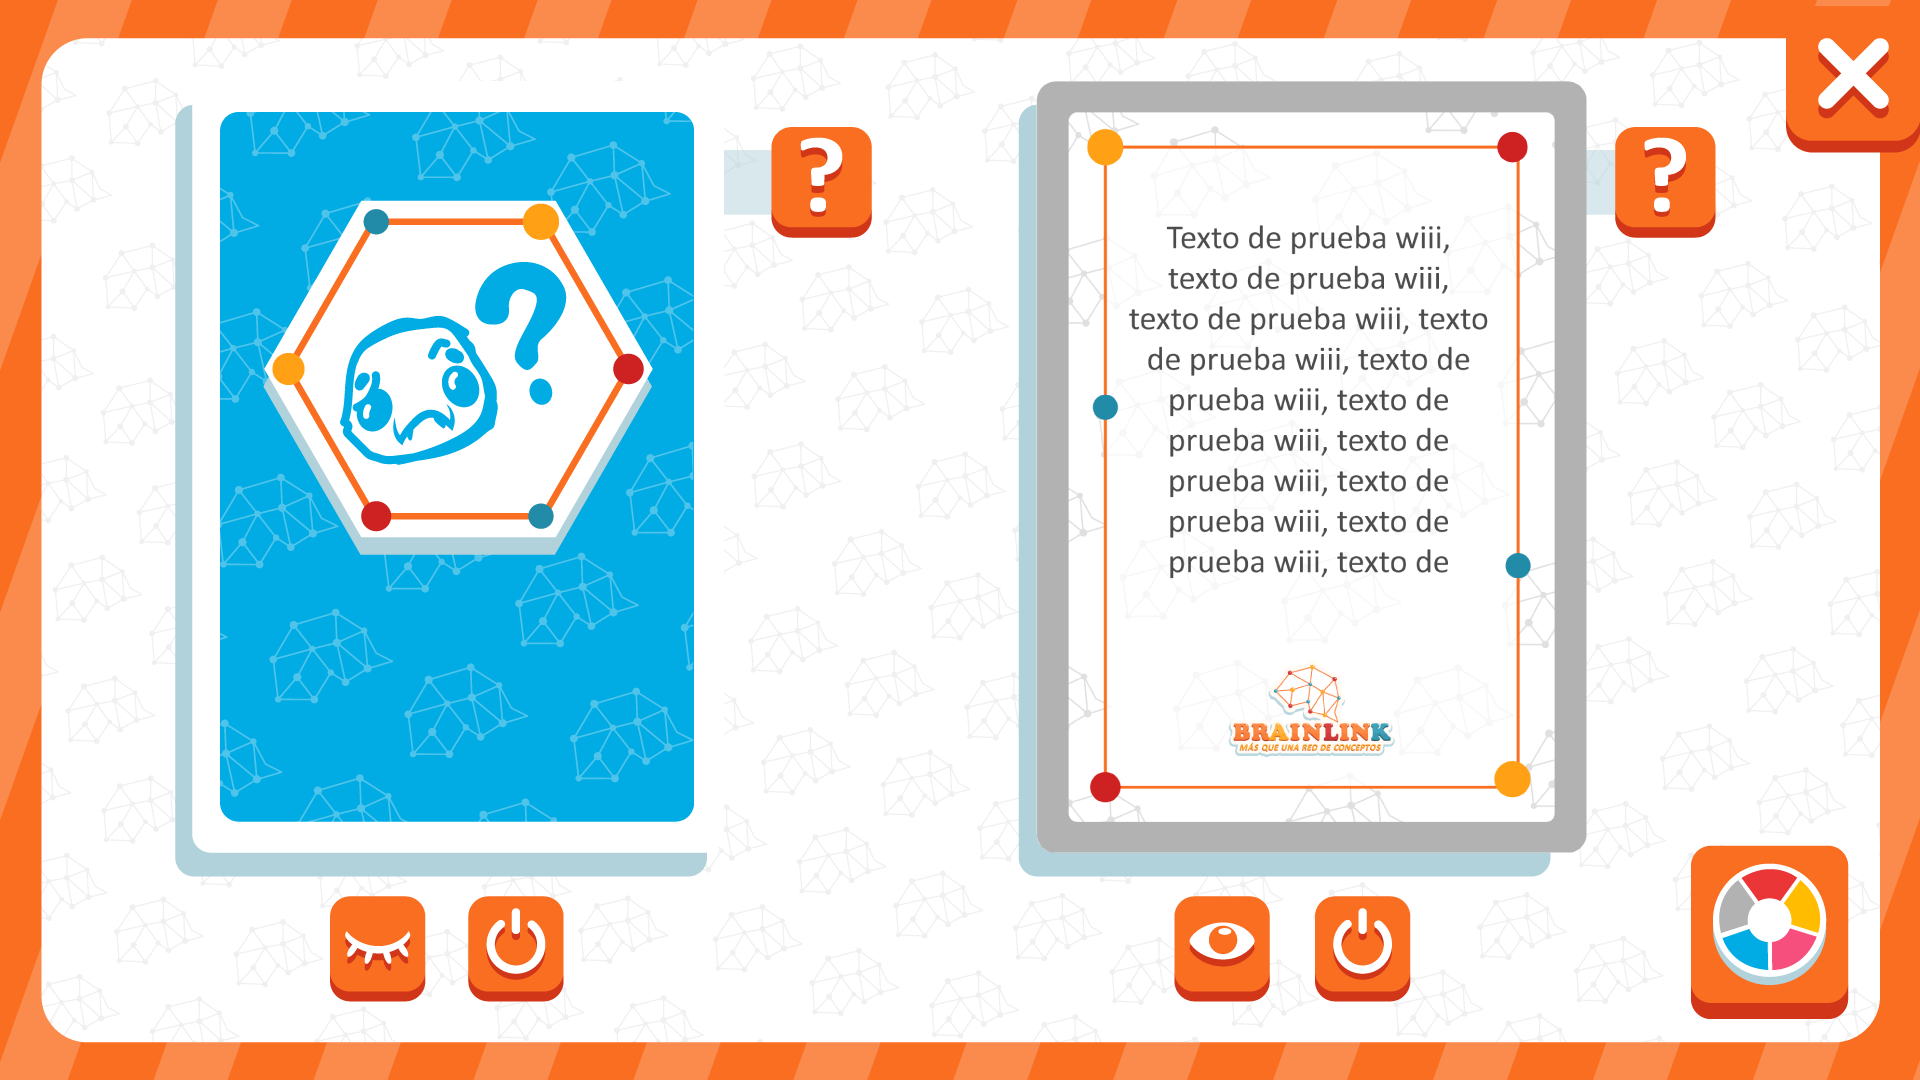 ?
?
?
Texto de prueba wiii,
texto de prueba wiii,
texto de prueba wiii, texto
de prueba wiii, texto de
prueba wiii, texto de
prueba wiii, texto de
prueba wiii, texto de
prueba wiii, texto de
prueba wiii, texto de
BRAINLINK
MÁS QUE UNA RED DE CONCEPTOS